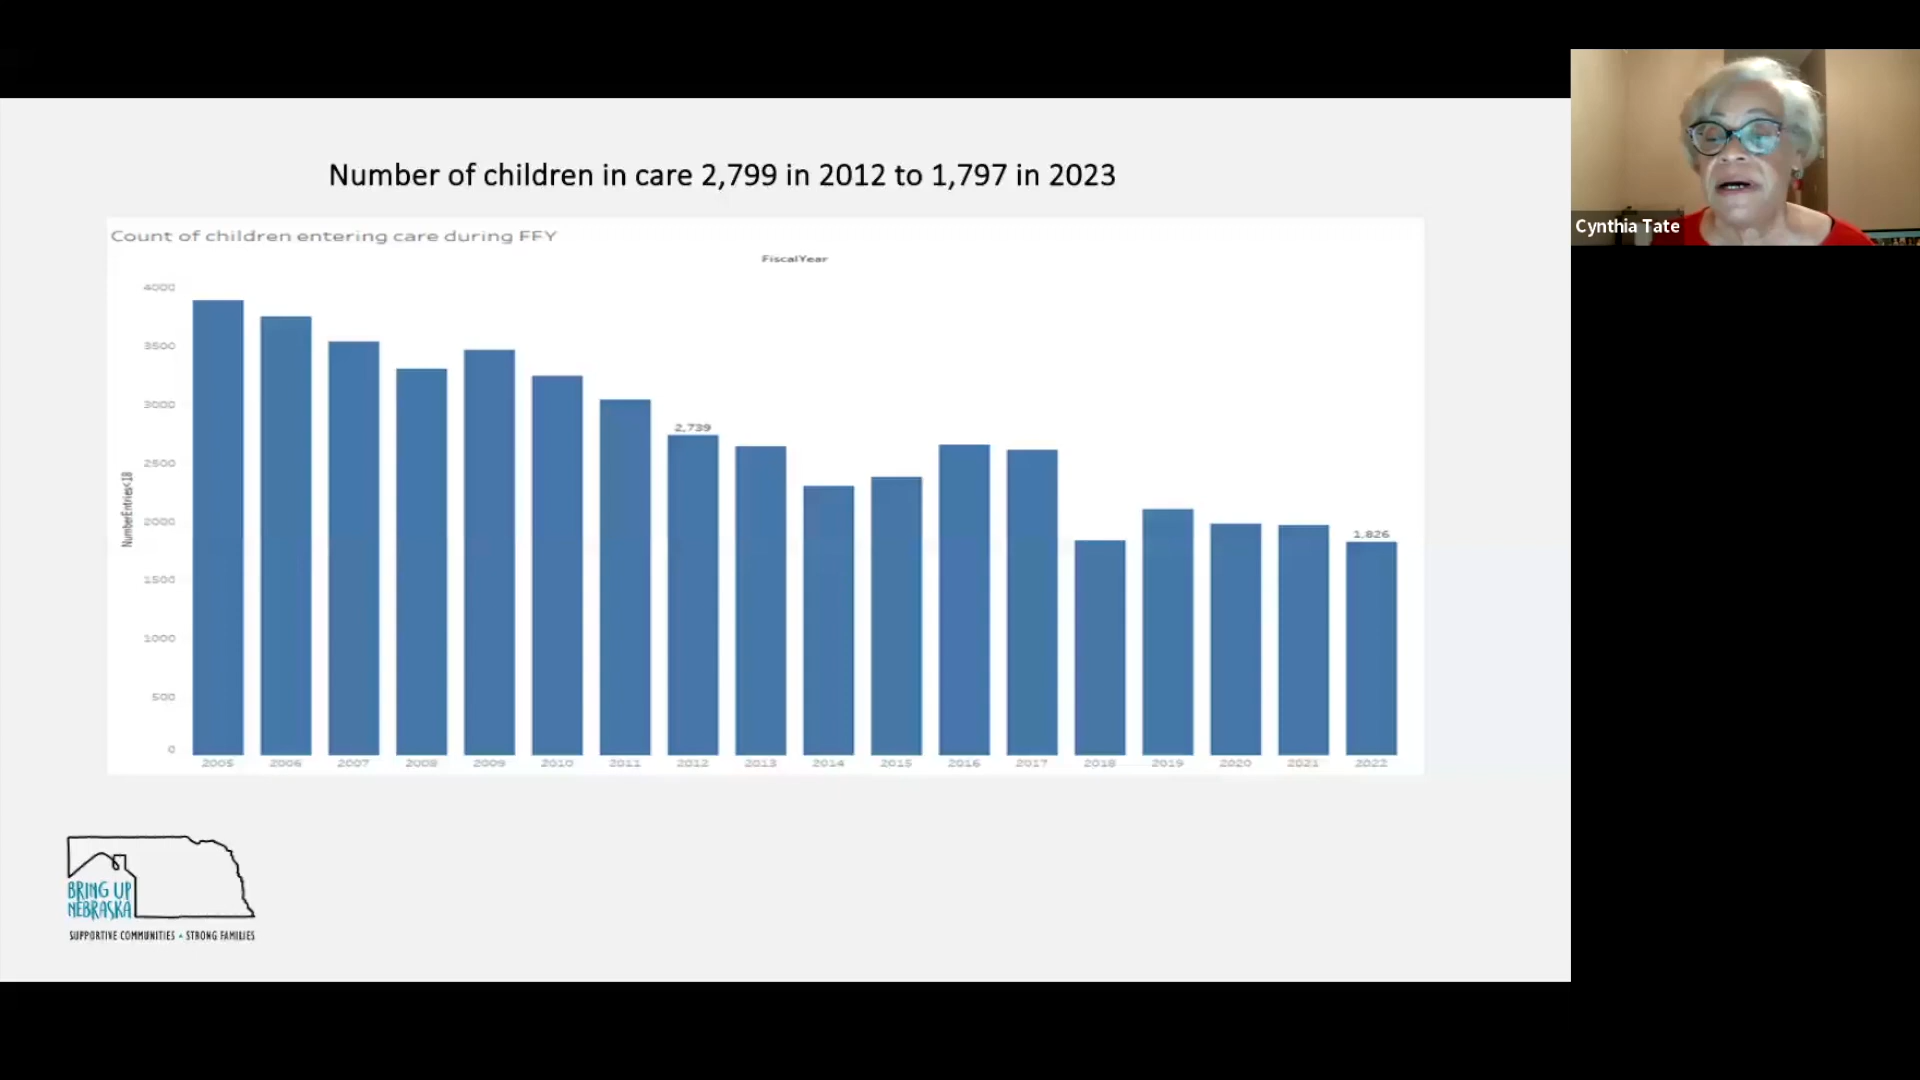 Number of children in care 2,799 in 2012 to 1,797 in 2023
Cynthia Tate
Count of children entering care during FFY
FiscalYear
4000
3500
3000
2500
2000
1500
1000
500
0
NumberEntries<18
2,739
1,826
2005 2006 2007 2008 2009 2010 2011 2012 2013 2014 2015 2016 2017 2018 2019 2020 2021 2022
BRING UP
NEBRASKA
SUPPORTIVE COMMUNITIES • STRONG FAMILIES